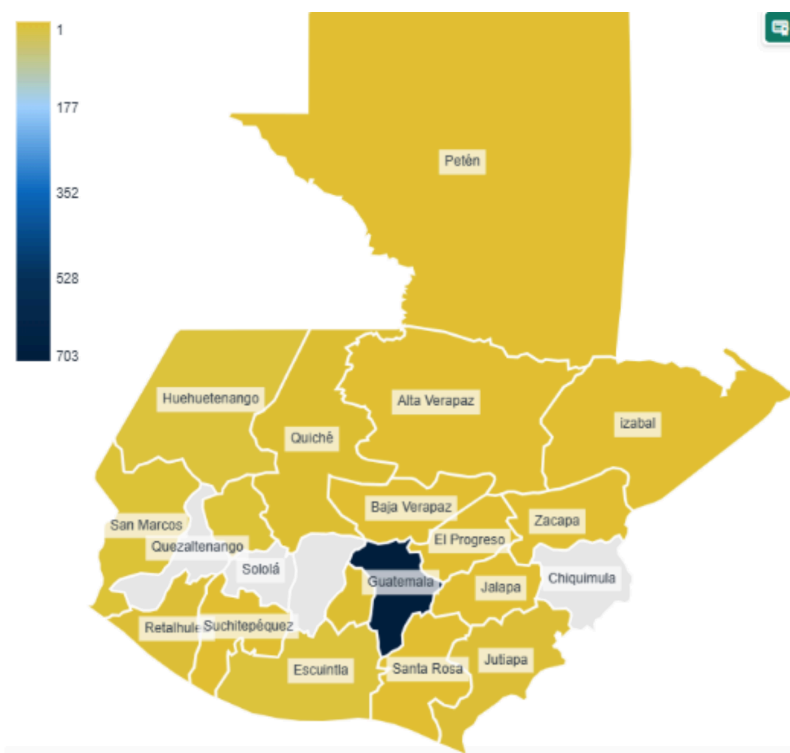 1
177
352
528
703
Petén
Huehuetenango
Alta Verapaz
izabal
Quiché
Baja Verapaz
San Marcos
Zacapa
El Progreso
Quezaltenango
Sololá
Guatemala
Chiquimula
Jalapa
Retalhule
Suchitepéquez
Escuintla
Santa Rosa
Jutiapa